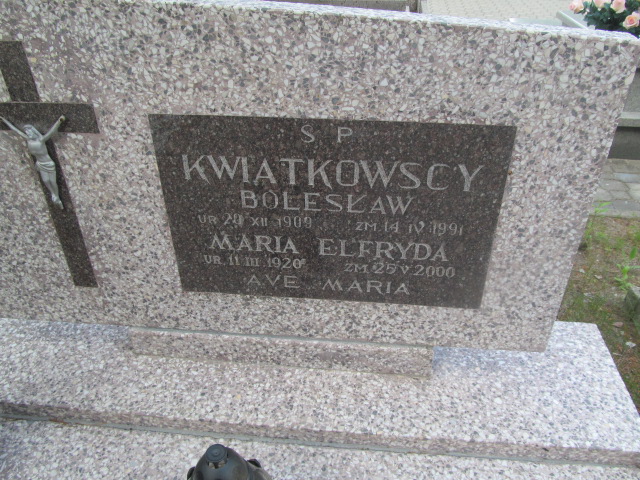 S P
KWIATKOWSCY
BOLESŁAW
UR 20 XII 1909 ZM 14 IV 1991
MARIA ELFRYDA
UR. 11 III 1920 ZM 25 V 2000
AVE MARIA